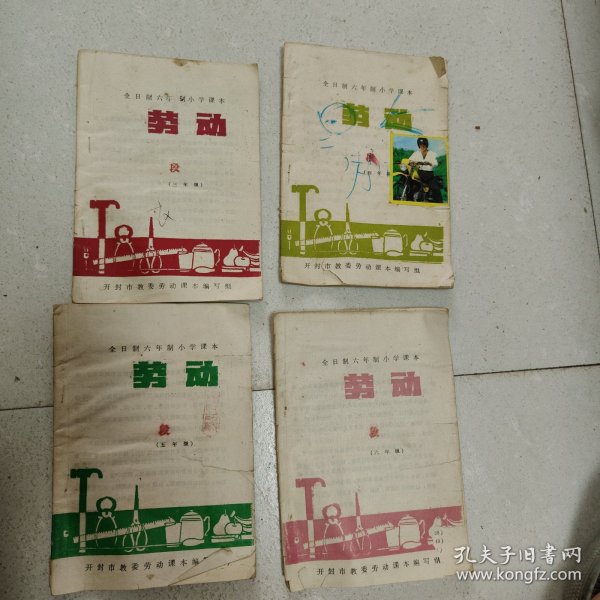 全日制六年制小学课本
劳动
段
(三年级)
开封市教委劳动课本编写组
全日制六年制小学课本
劳动
开封市教委劳动课本编写组
全日制六年制小学课本
劳动
段
(五年级)
开封市教委劳动课本编写组
全日制六年制小学课本
劳动
段
(六年级)
开封市教委劳动课本编写组
孔夫子旧书网
www.kongfz.com